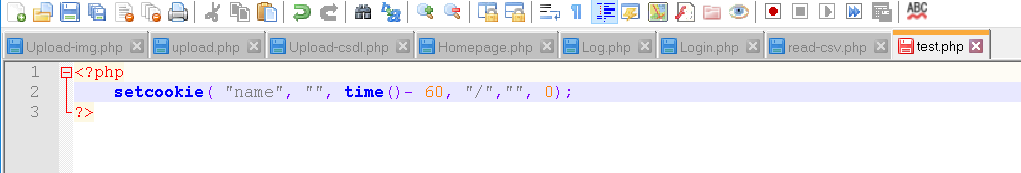 ABC
Upload-img.php upload.php Upload-csdl.php Homepage.php Log.php Login.php read-csv.php test.php
1 <?php
2 setcookie( "name", "", time()- 60, "/","", 0);
3 ?>